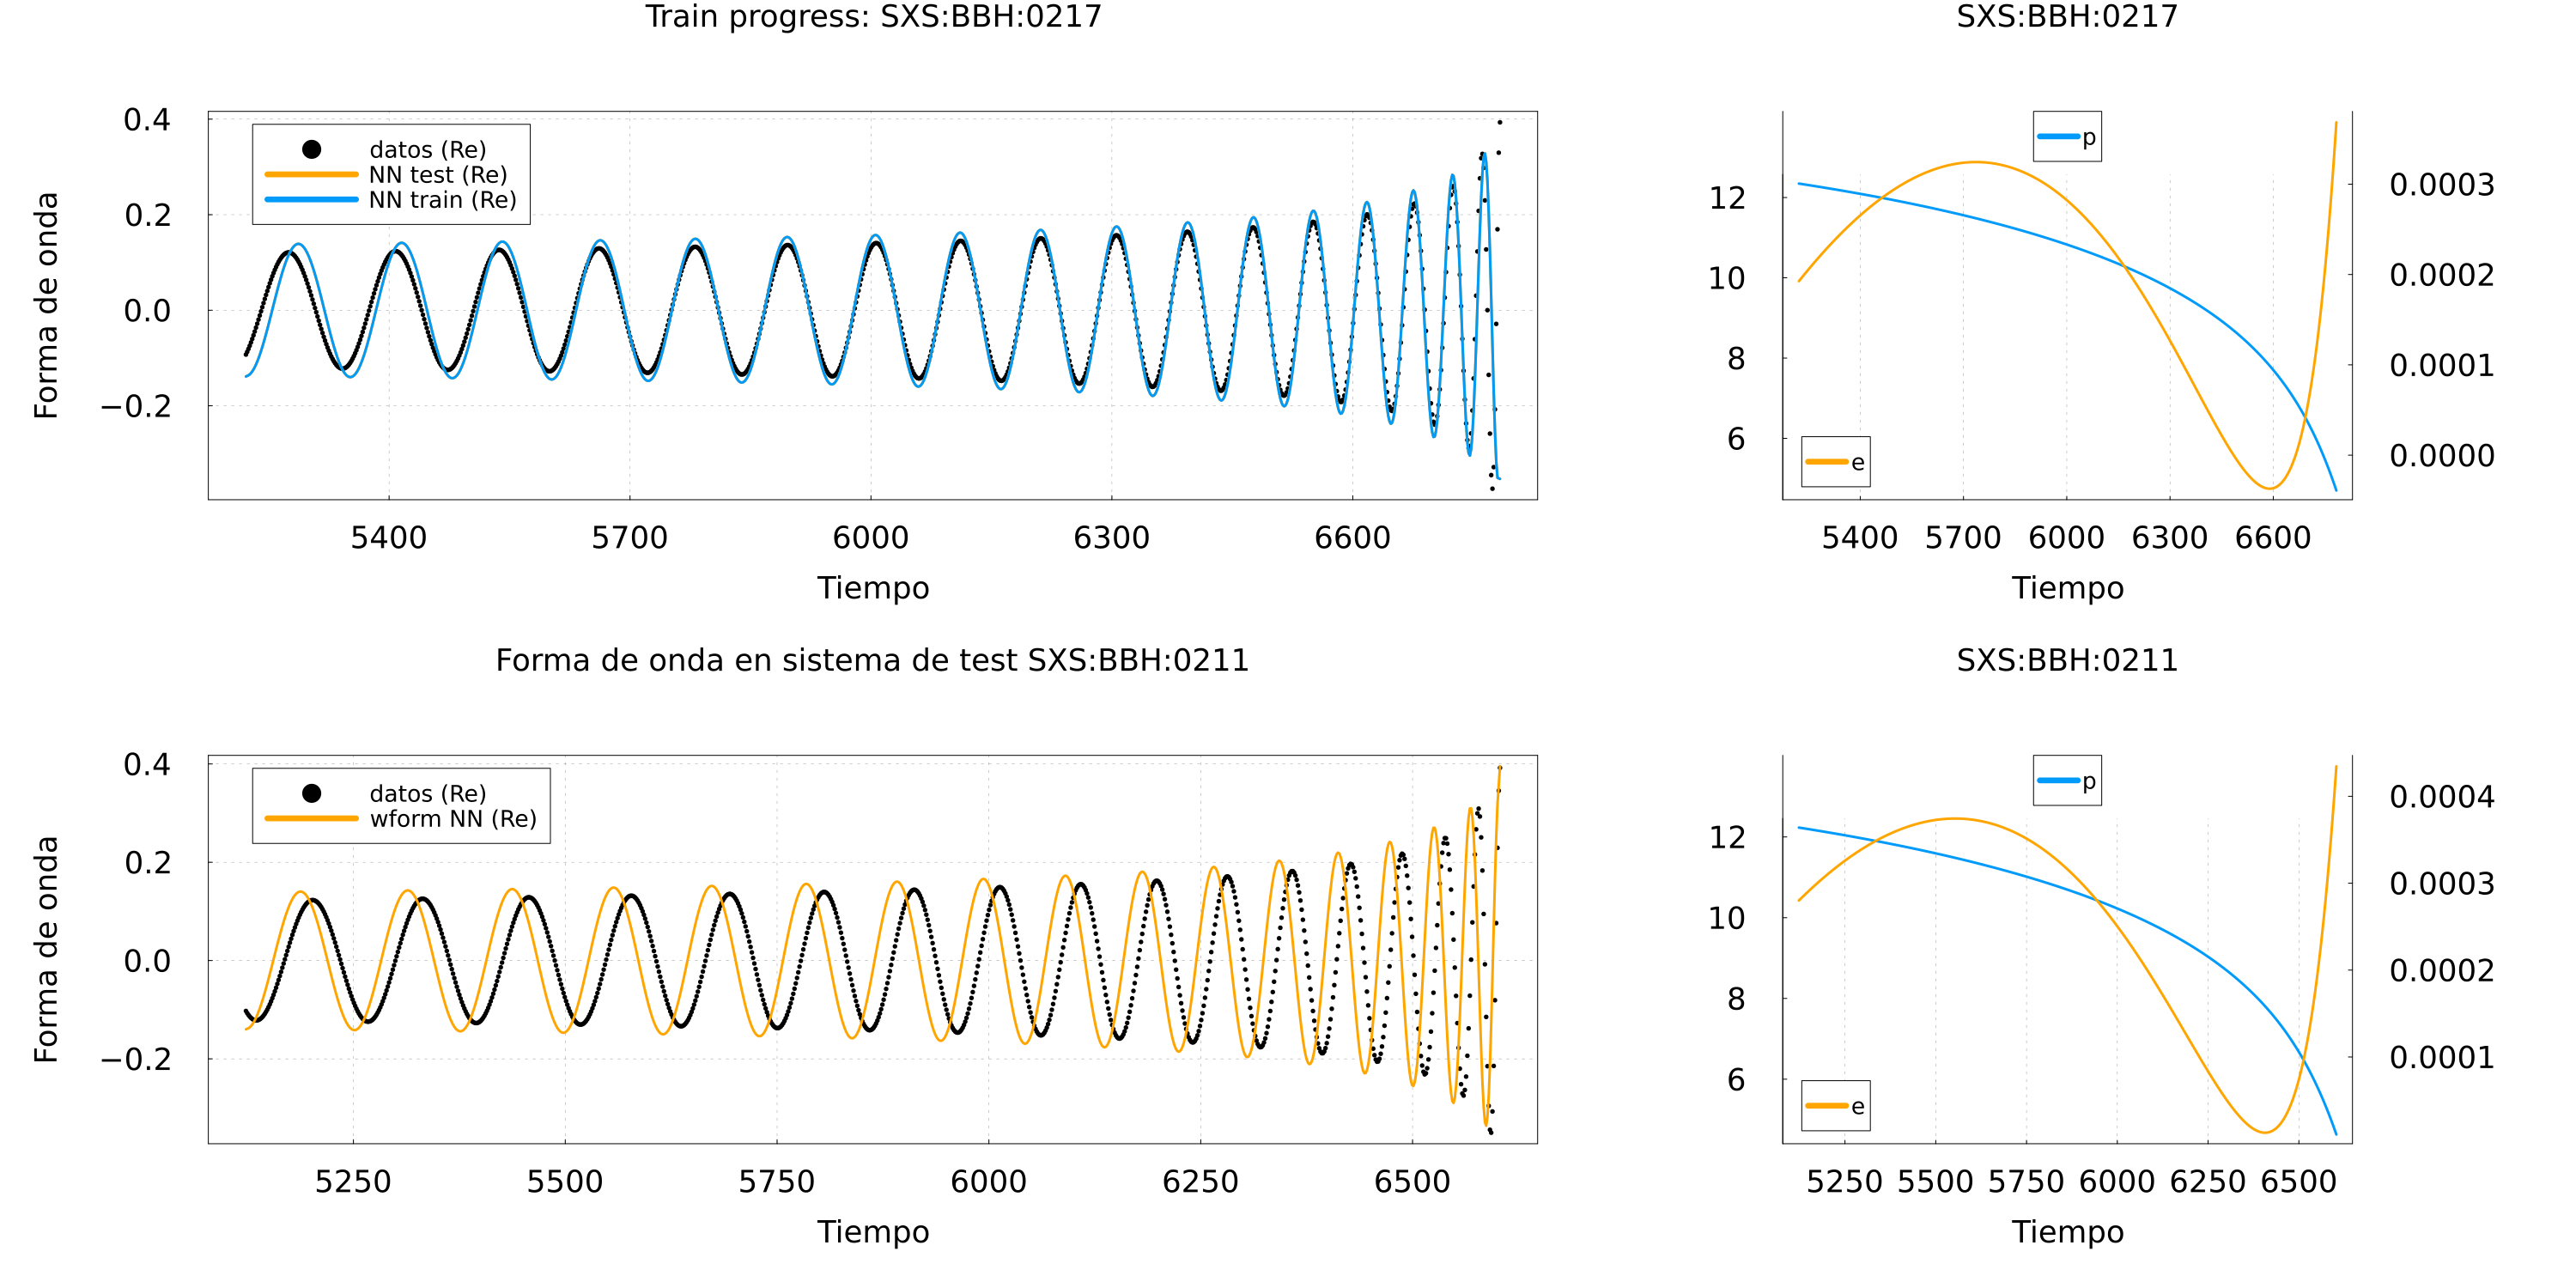 Train progress: SXS:BBH:0217
Forma de onda
0.4
0.2
0.0
−0.2
datos (Re)
NN test (Re)
NN train (Re)
5400 5700 6000 6300 6600
Tiempo
SXS:BBH:0217
12
10
8
6
p
e
0.0003
0.0002
0.0001
0.0000
5400 5700 6000 6300 6600
Tiempo
Forma de onda en sistema de test SXS:BBH:0211
Forma de onda
0.4
0.2
0.0
−0.2
datos (Re)
wform NN (Re)
5250 5500 5750 6000 6250 6500
Tiempo
SXS:BBH:0211
12
10
8
6
p
e
0.0004
0.0003
0.0002
0.0001
5250 5500 5750 6000 6250 6500
Tiempo